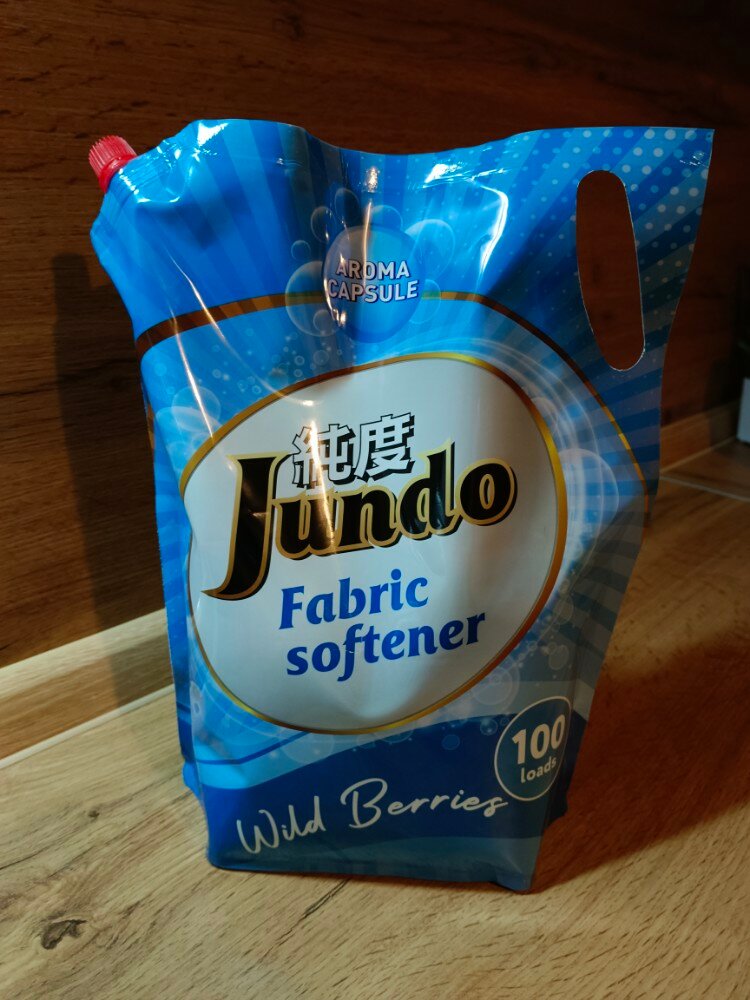 AROMA
CAPSULE
純度
Jundo
Fabric
softener
100
loads
Wild Berries